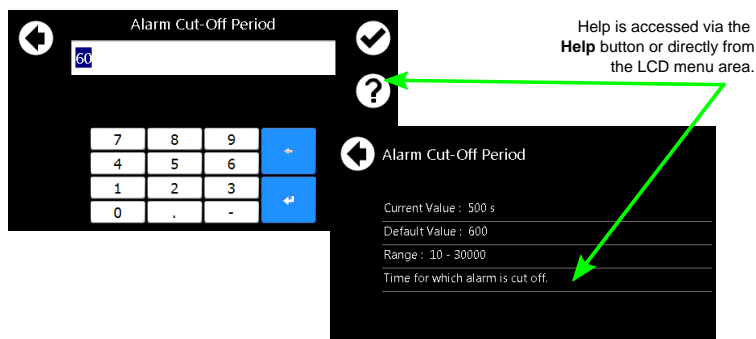 Alarm Cut-Off Period
60
7 8 9
4 5 6
1 2 3
0 . -
?
Help is accessed via the
Help button or directly from
the LCD menu area.
Alarm Cut-Off Period
Current Value : 500 s
Default Value : 600
Range : 10 - 30000
Time for which alarm is cut off.